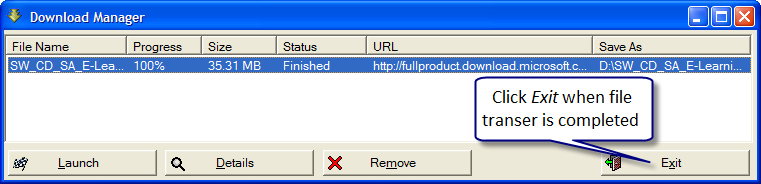 Download Manager
File Name Progress Size Status URL Save As
SW_CD_SA_E-Lea... 100% 35.31 MB Finished http://fullproduct.download.microsoft.c... D:\SW_CD_SA_E-Learni...
Click Exit when file
transer is completed
Launch Details Remove Exit